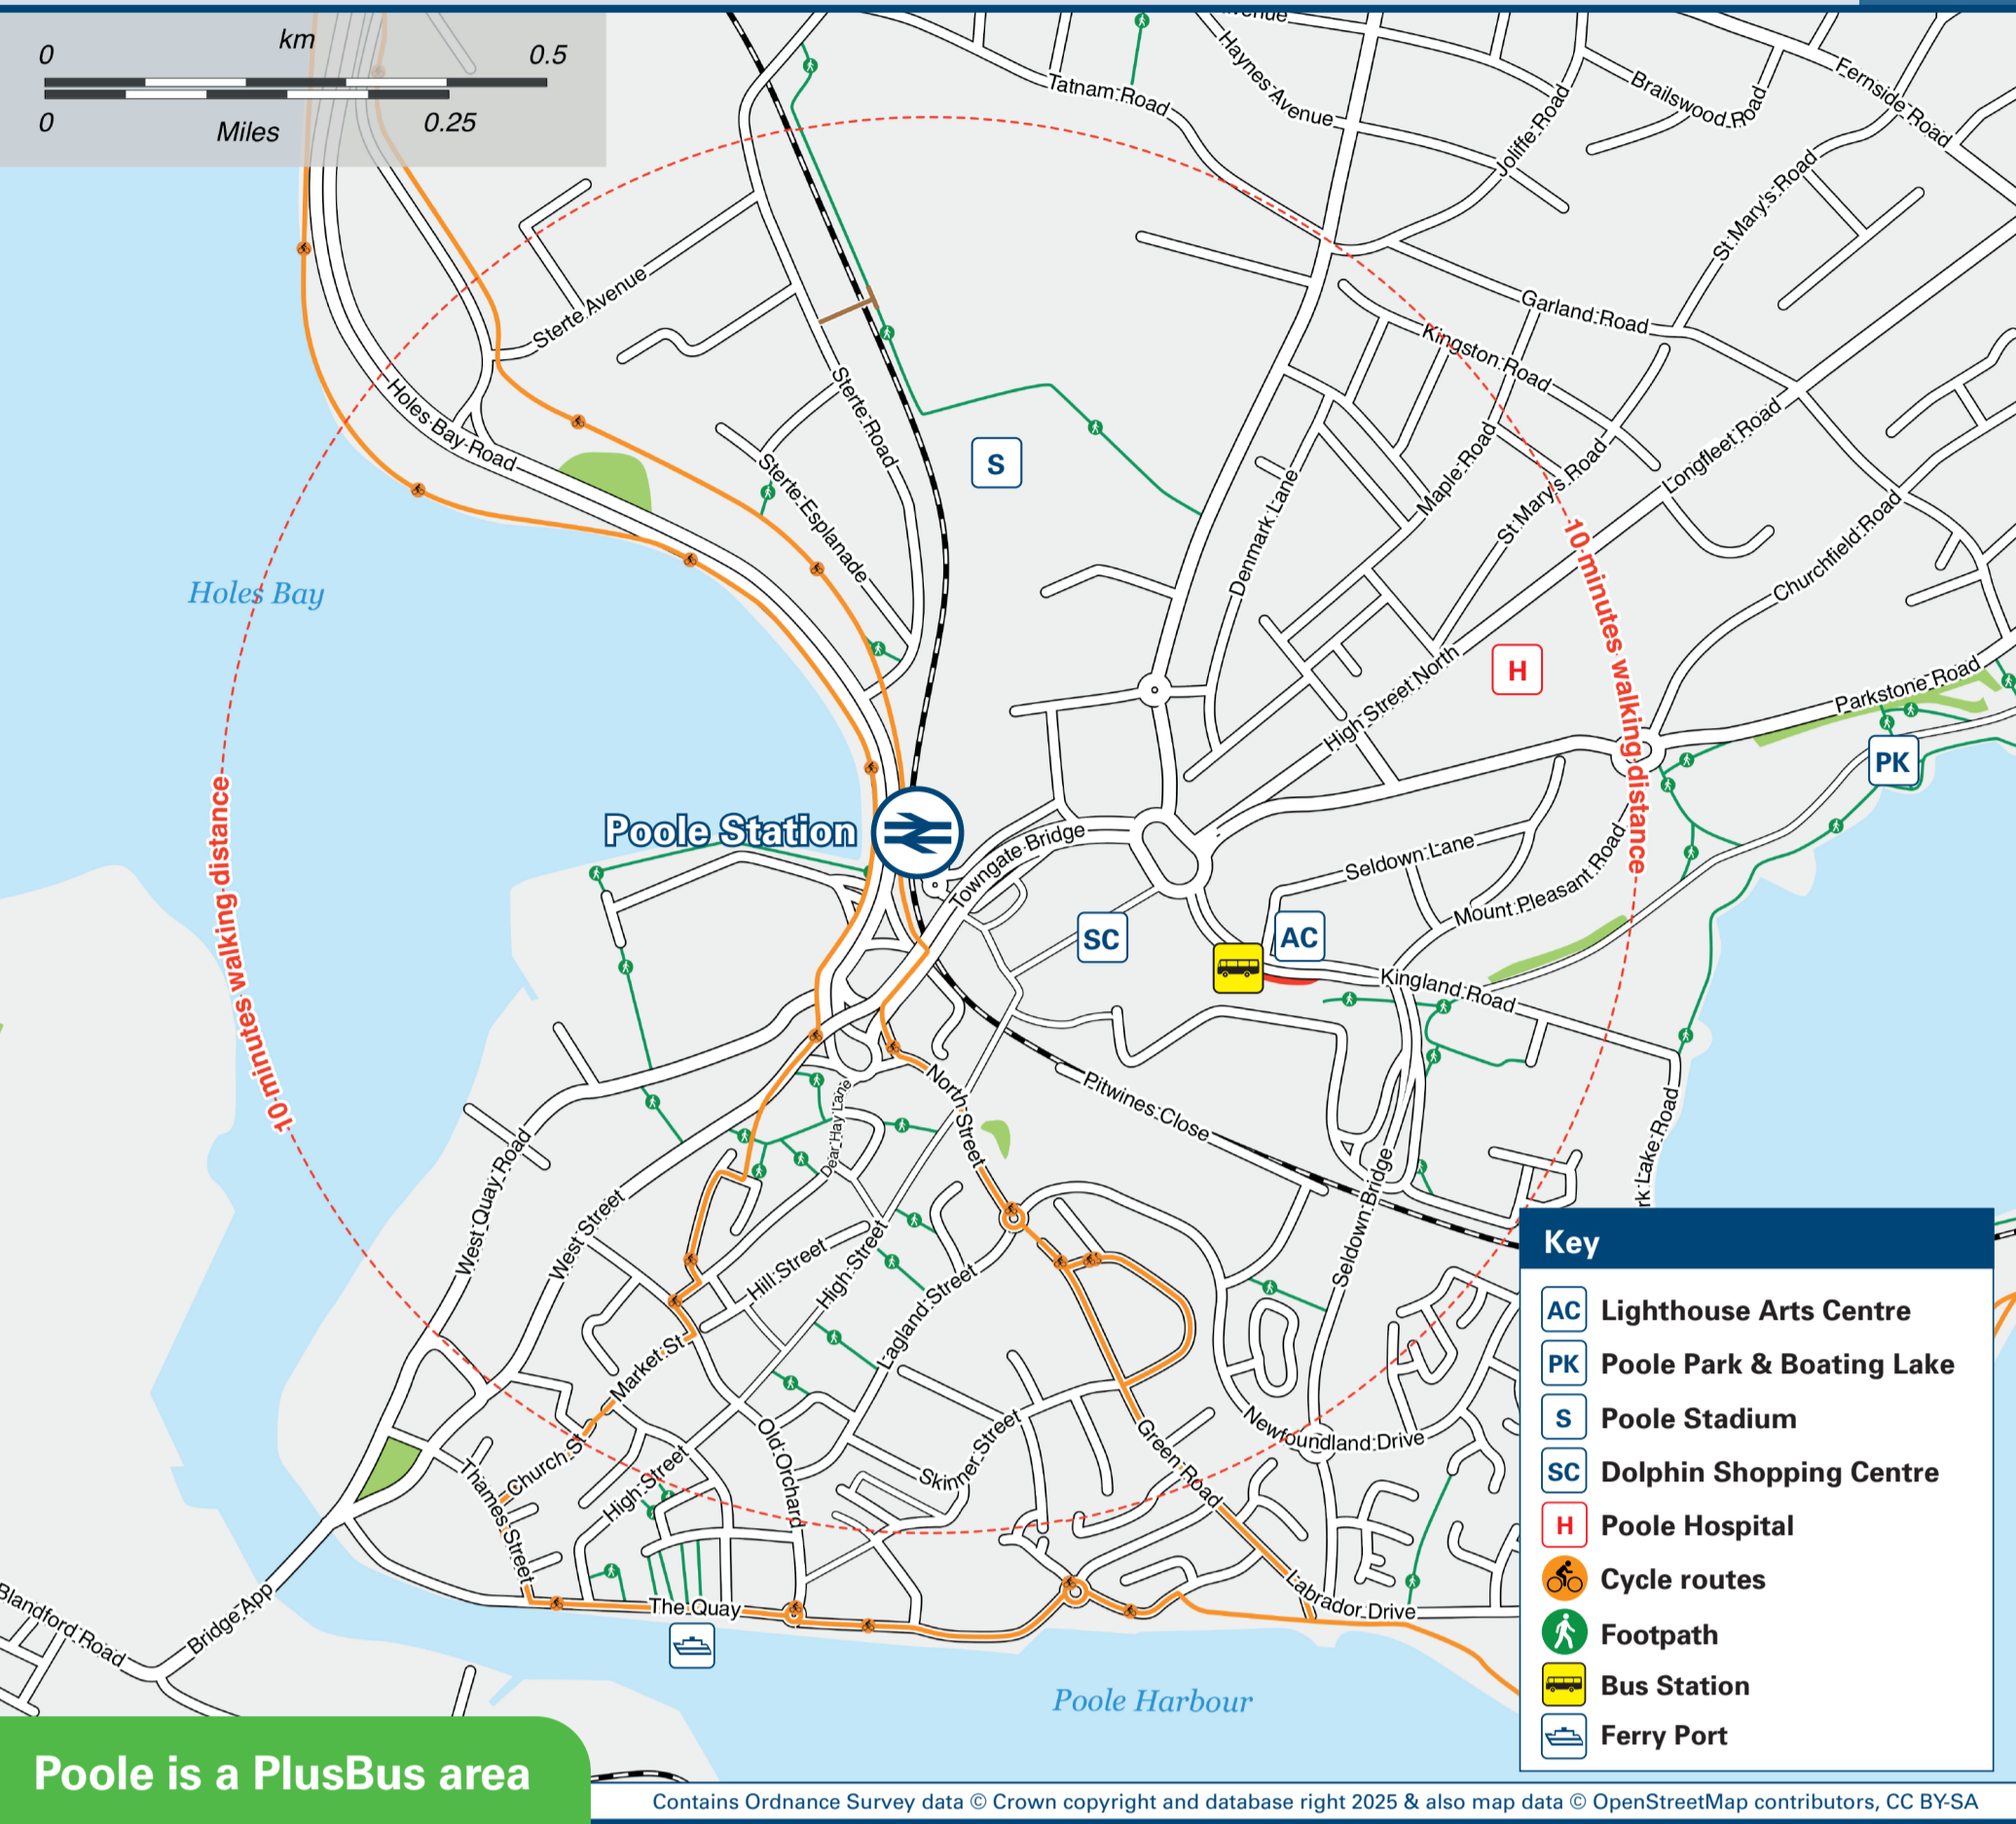 km
0
0.5
0
Miles
0.25
Tatnam Road
Haynes Avenue
Joliffe Road
Brailswood Road
Fernside Road
St Mary's Road
Sterte Avenue
Garland Road
Kingston Road
Holes Bay Road
Sterte Road
S
Sterte Esplanade
Denmark Lane
Maple Road
St Mary's Road
Longfleet Road
Churchfield Road
10 minutes walking distance
Holes Bay
H
High Street North
Parkstone Road
PK
Poole Station
Towngate Bridge
Seldown Lane
Mount Pleasant Road
SC
AC
Kingland Road
10 minutes walking distance
Pitwines Close
North Street
Dear Hay Lane
Seldown Bridge
rk Lake Road
West Quay Road
West Street
Hill Street
High Street
Lagland Street
Market St
Church St
Thames Street
High Street
Old Orchard
Skinner Street
Green Road
Newfoundland Drive
Labrador Drive
The Quay
Bridge App
Blandford Road
Poole Harbour
Key
AC Lighthouse Arts Centre
PK Poole Park & Boating Lake
S Poole Stadium
SC Dolphin Shopping Centre
H Poole Hospital
Cycle routes
Footpath
Bus Station
Ferry Port
Poole is a PlusBus area
Contains Ordnance Survey data © Crown copyright and database right 2025 & also map data © OpenStreetMap contributors, CC BY-SA